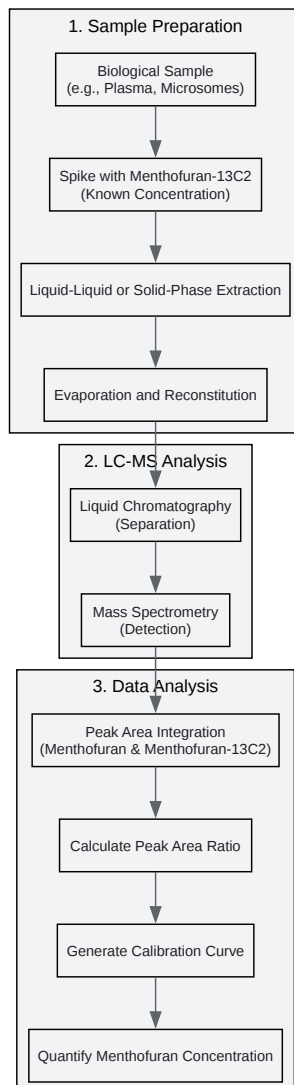 1. Sample Preparation
Biological Sample
(e.g., Plasma, Microsomes)
Spike with Menthofuran-13C2
(Known Concentration)
Liquid-Liquid or Solid-Phase Extraction
Evaporation and Reconstitution
2. LC-MS Analysis
Liquid Chromatography
(Separation)
Mass Spectrometry
(Detection)
3. Data Analysis
Peak Area Integration
(Menthofuran & Menthofuran-13C2)
Calculate Peak Area Ratio
Generate Calibration Curve
Quantify Menthofuran Concentration